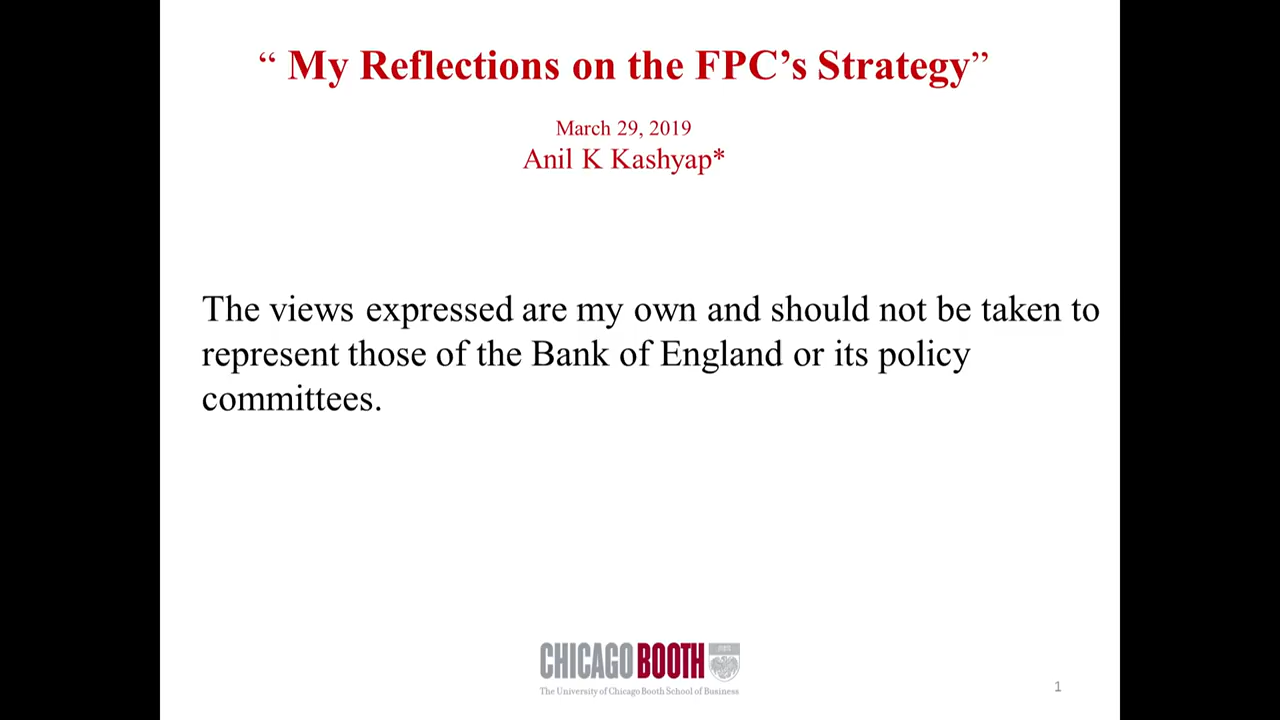 “ My Reflections on the FPC’s Strategy”
March 29, 2019
Anil K Kashyap*
The views expressed are my own and should not be taken to
represent those of the Bank of England or its policy
committees.
CHICAGO BOOTH
The University of Chicago Booth School of Business
1